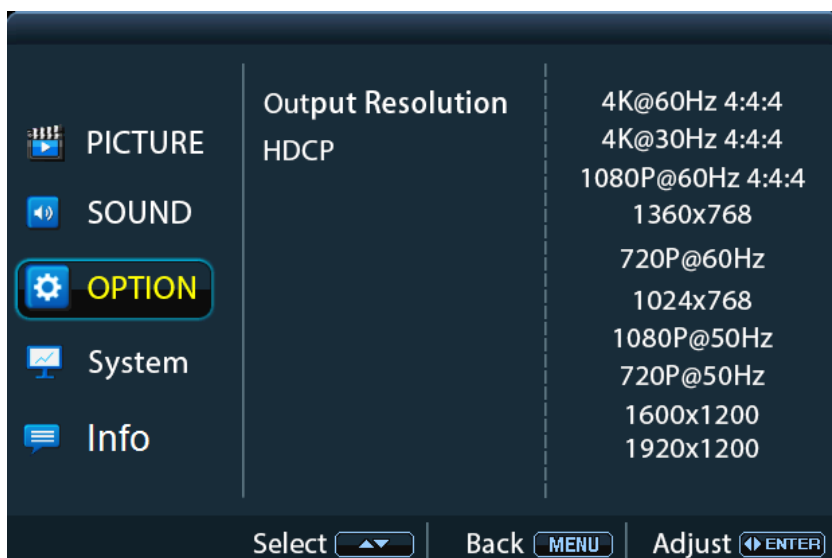 PICTURE
SOUND
OPTION
System
Info
Output Resolution
HDCP
4K@60Hz 4:4:4
4K@30Hz 4:4:4
1080P@60Hz 4:4:4
1360x768
720P@60Hz
1024x768
1080P@50Hz
720P@50Hz
1600x1200
1920x1200
Select Back MENU Adjust ENTER